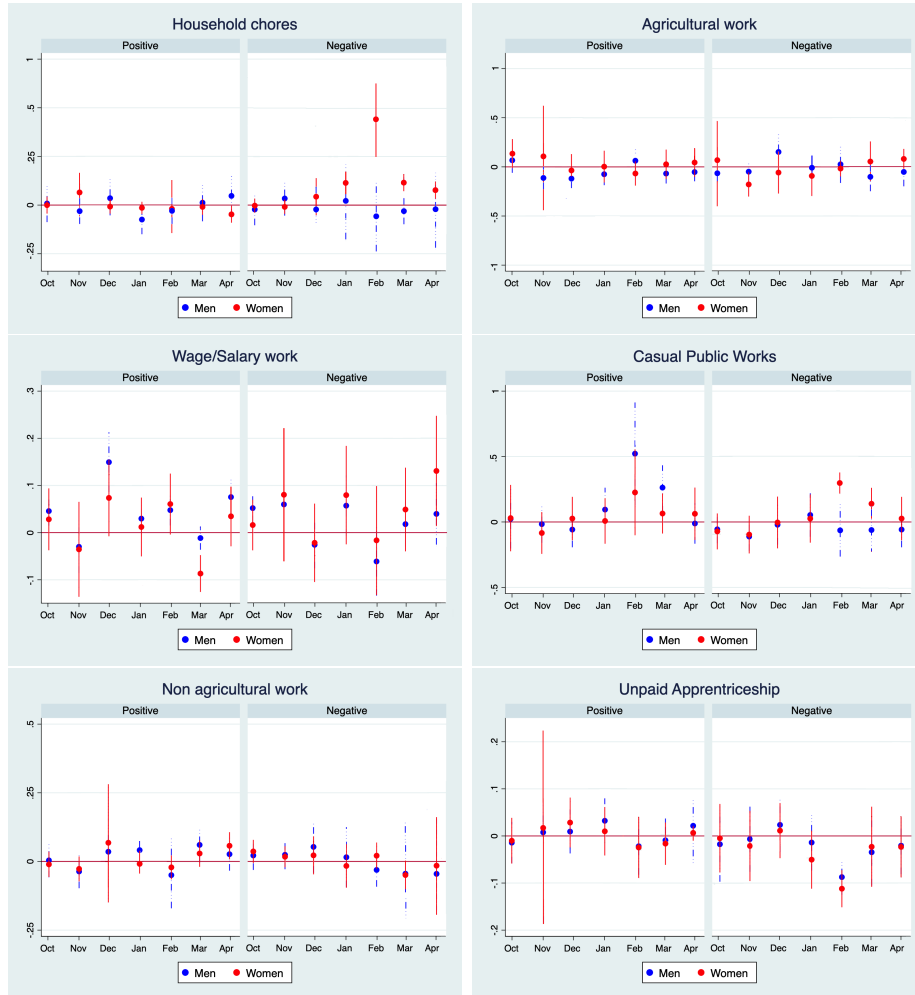 Household chores
Positive Negative
1
.5
.25
0
-.25
Oct Nov Dec Jan Feb Mar Apr Oct Nov Dec Jan Feb Mar Apr
Men Women
Agricultural work
Positive Negative
1
.5
0
-.5
-1
Oct Nov Dec Jan Feb Mar Apr Oct Nov Dec Jan Feb Mar Apr
Men Women
Wage/Salary work
Positive Negative
.3
.2
.1
0
-.1
Oct Nov Dec Jan Feb Mar Apr Oct Nov Dec Jan Feb Mar Apr
Men Women
Casual Public Works
Positive Negative
1
.5
0
-.5
Oct Nov Dec Jan Feb Mar Apr Oct Nov Dec Jan Feb Mar Apr
Men Women
Non agricultural work
Positive Negative
.5
.25
0
-.25
Oct Nov Dec Jan Feb Mar Apr Oct Nov Dec Jan Feb Mar Apr
Men Women
Unpaid Apprentriceship
Positive Negative
.2
.1
0
-.1
-.2
Oct Nov Dec Jan Feb Mar Apr Oct Nov Dec Jan Feb Mar Apr
Men Women